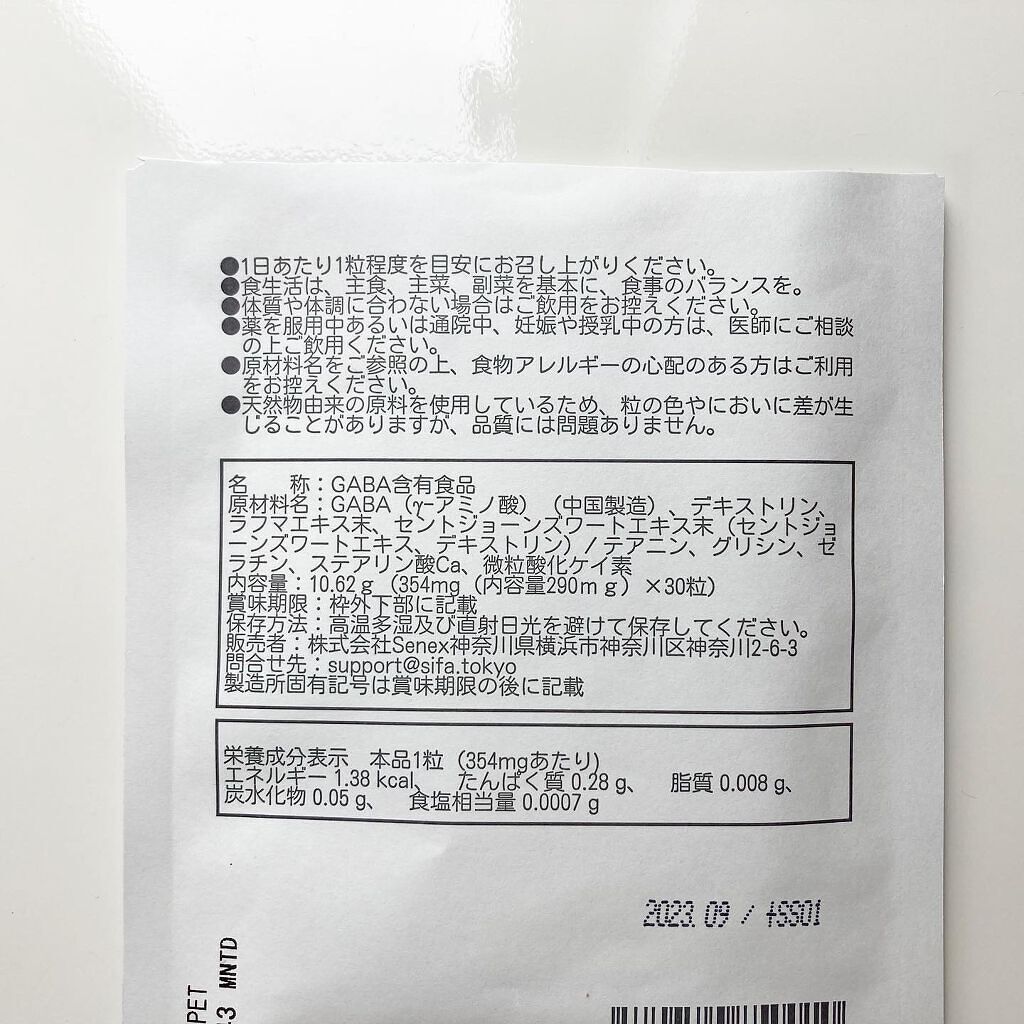 ●1日あたり1粒程度を目安にお召し上がりください。
●食生活は、主食、主菜、副菜を基本に、食事のバランスを。
●体質や体調に合わない場合はご飲用をお控えください。
●薬を服用中あるいは通院中、妊娠や授乳中の方は、医師にご相談
の上ご飲用ください。
●原材料名をご参照の上、食物アレルギーの心配のある方はご利用
をお控えください。
●天然物由来の原料を使用しているため、粒の色やにおいに差が生
じることがありますが、品質には問題ありません。
名　　称：GABA含有食品
原材料名：GABA（γ-アミノ酸）（中国製造）、デキストリン、
ラフマエキス末、セントジョーンズワートエキス末（セントジョ
ーンズワートエキス、デキストリン）/テアニン、グリシン、ゼ
ラチン、ステアリン酸Ca、微粒酸化ケイ素
内容量：10.62ｇ（354mg（内容量290ｍｇ）×30粒）
賞味期限：枠外下部に記載
保存方法：高温多湿及び直射日光を避けて保存してください。
販売者：株式会社Senex神奈川県横浜市神奈川区神奈川2-6-3
問合せ先：support@sifa.tokyo
製造所固有記号は賞味期限の後に記載
栄養成分表示　本品1粒（354mgあたり）
エネルギー 1.38 kcal、　たんぱく質 0.28 g、　脂質 0.008 g、
炭水化物 0.05 g、　食塩相当量 0.0007 g
2023.09 / +SS01
PET
3 MNTD